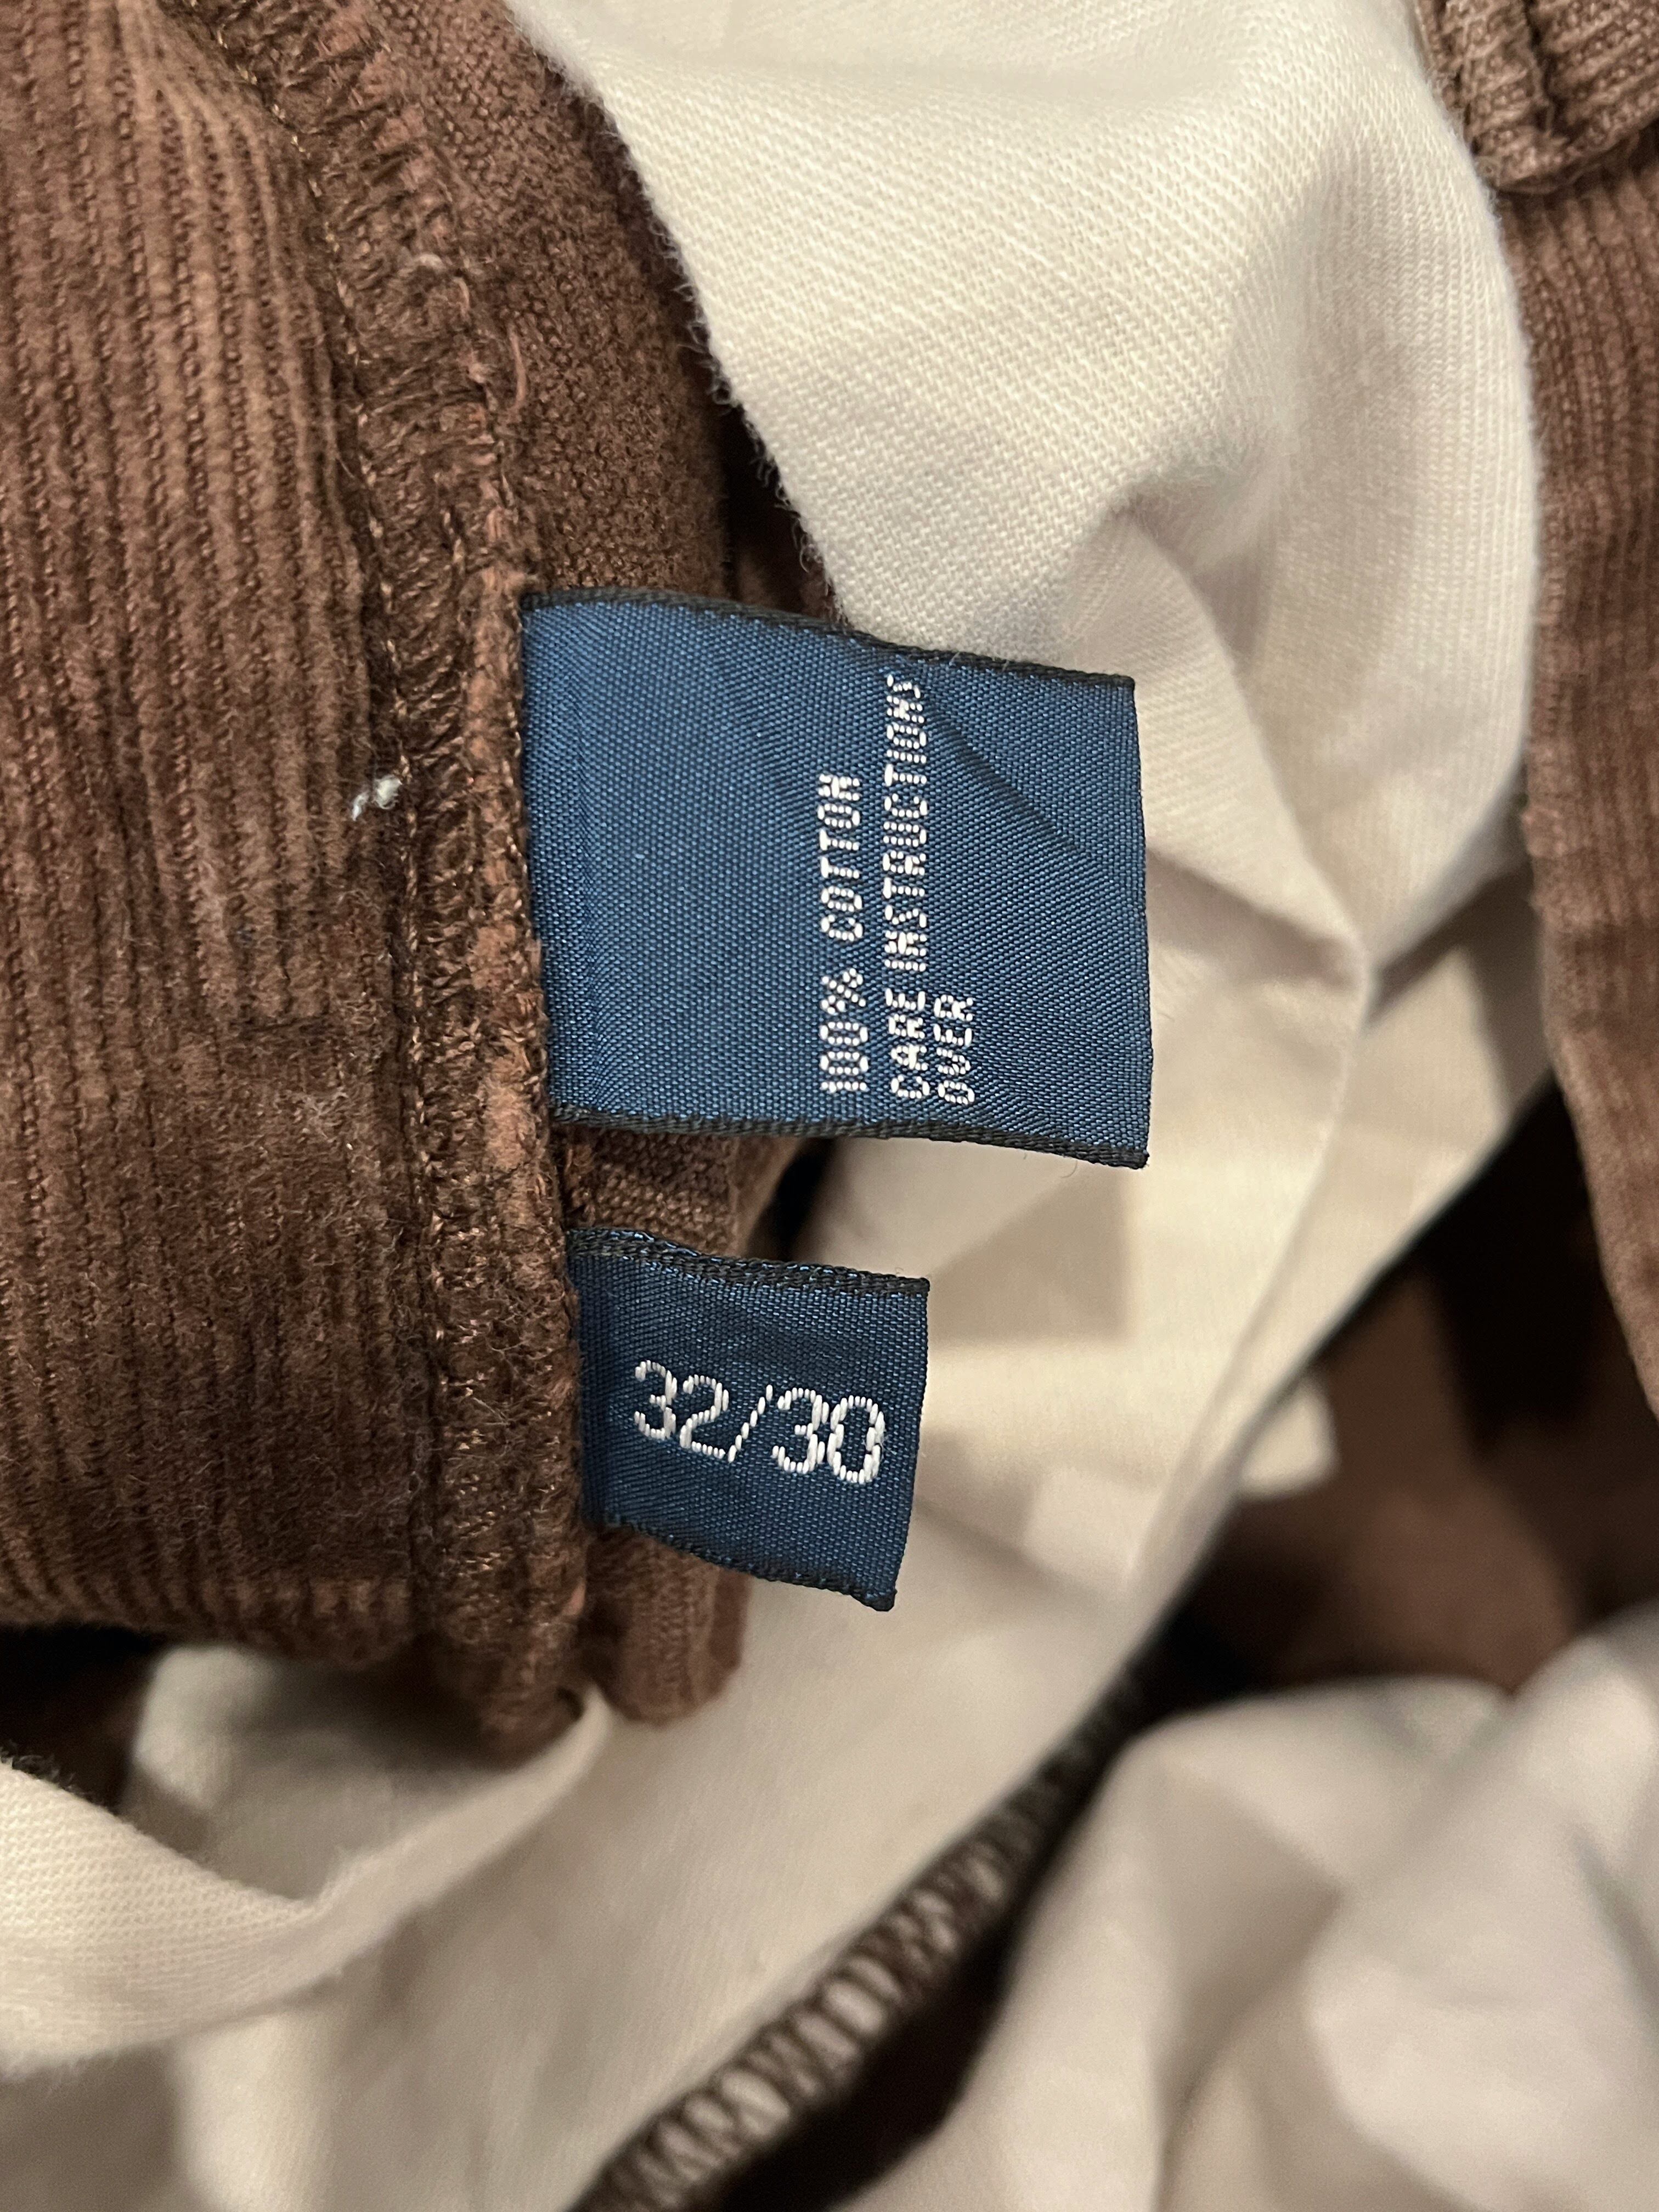 100% COTTON
CARE INSTRUCTIONS
OVER
32/30